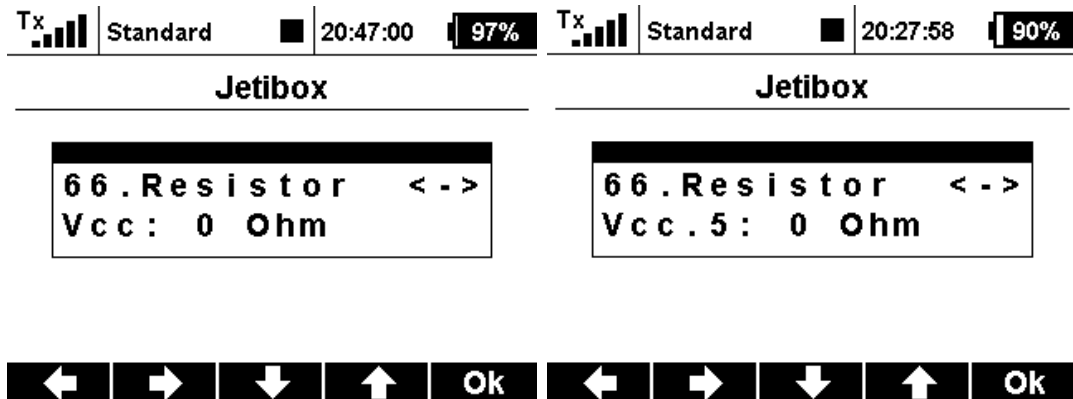 Tx Standard 20:47:00 97%
Jetibox
66.Resistor <->
Vcc: 0 Ohm
Ok
Tx Standard 20:27:58 90%
Jetibox
66.Resistor <->
Vcc.5: 0 Ohm
Ok